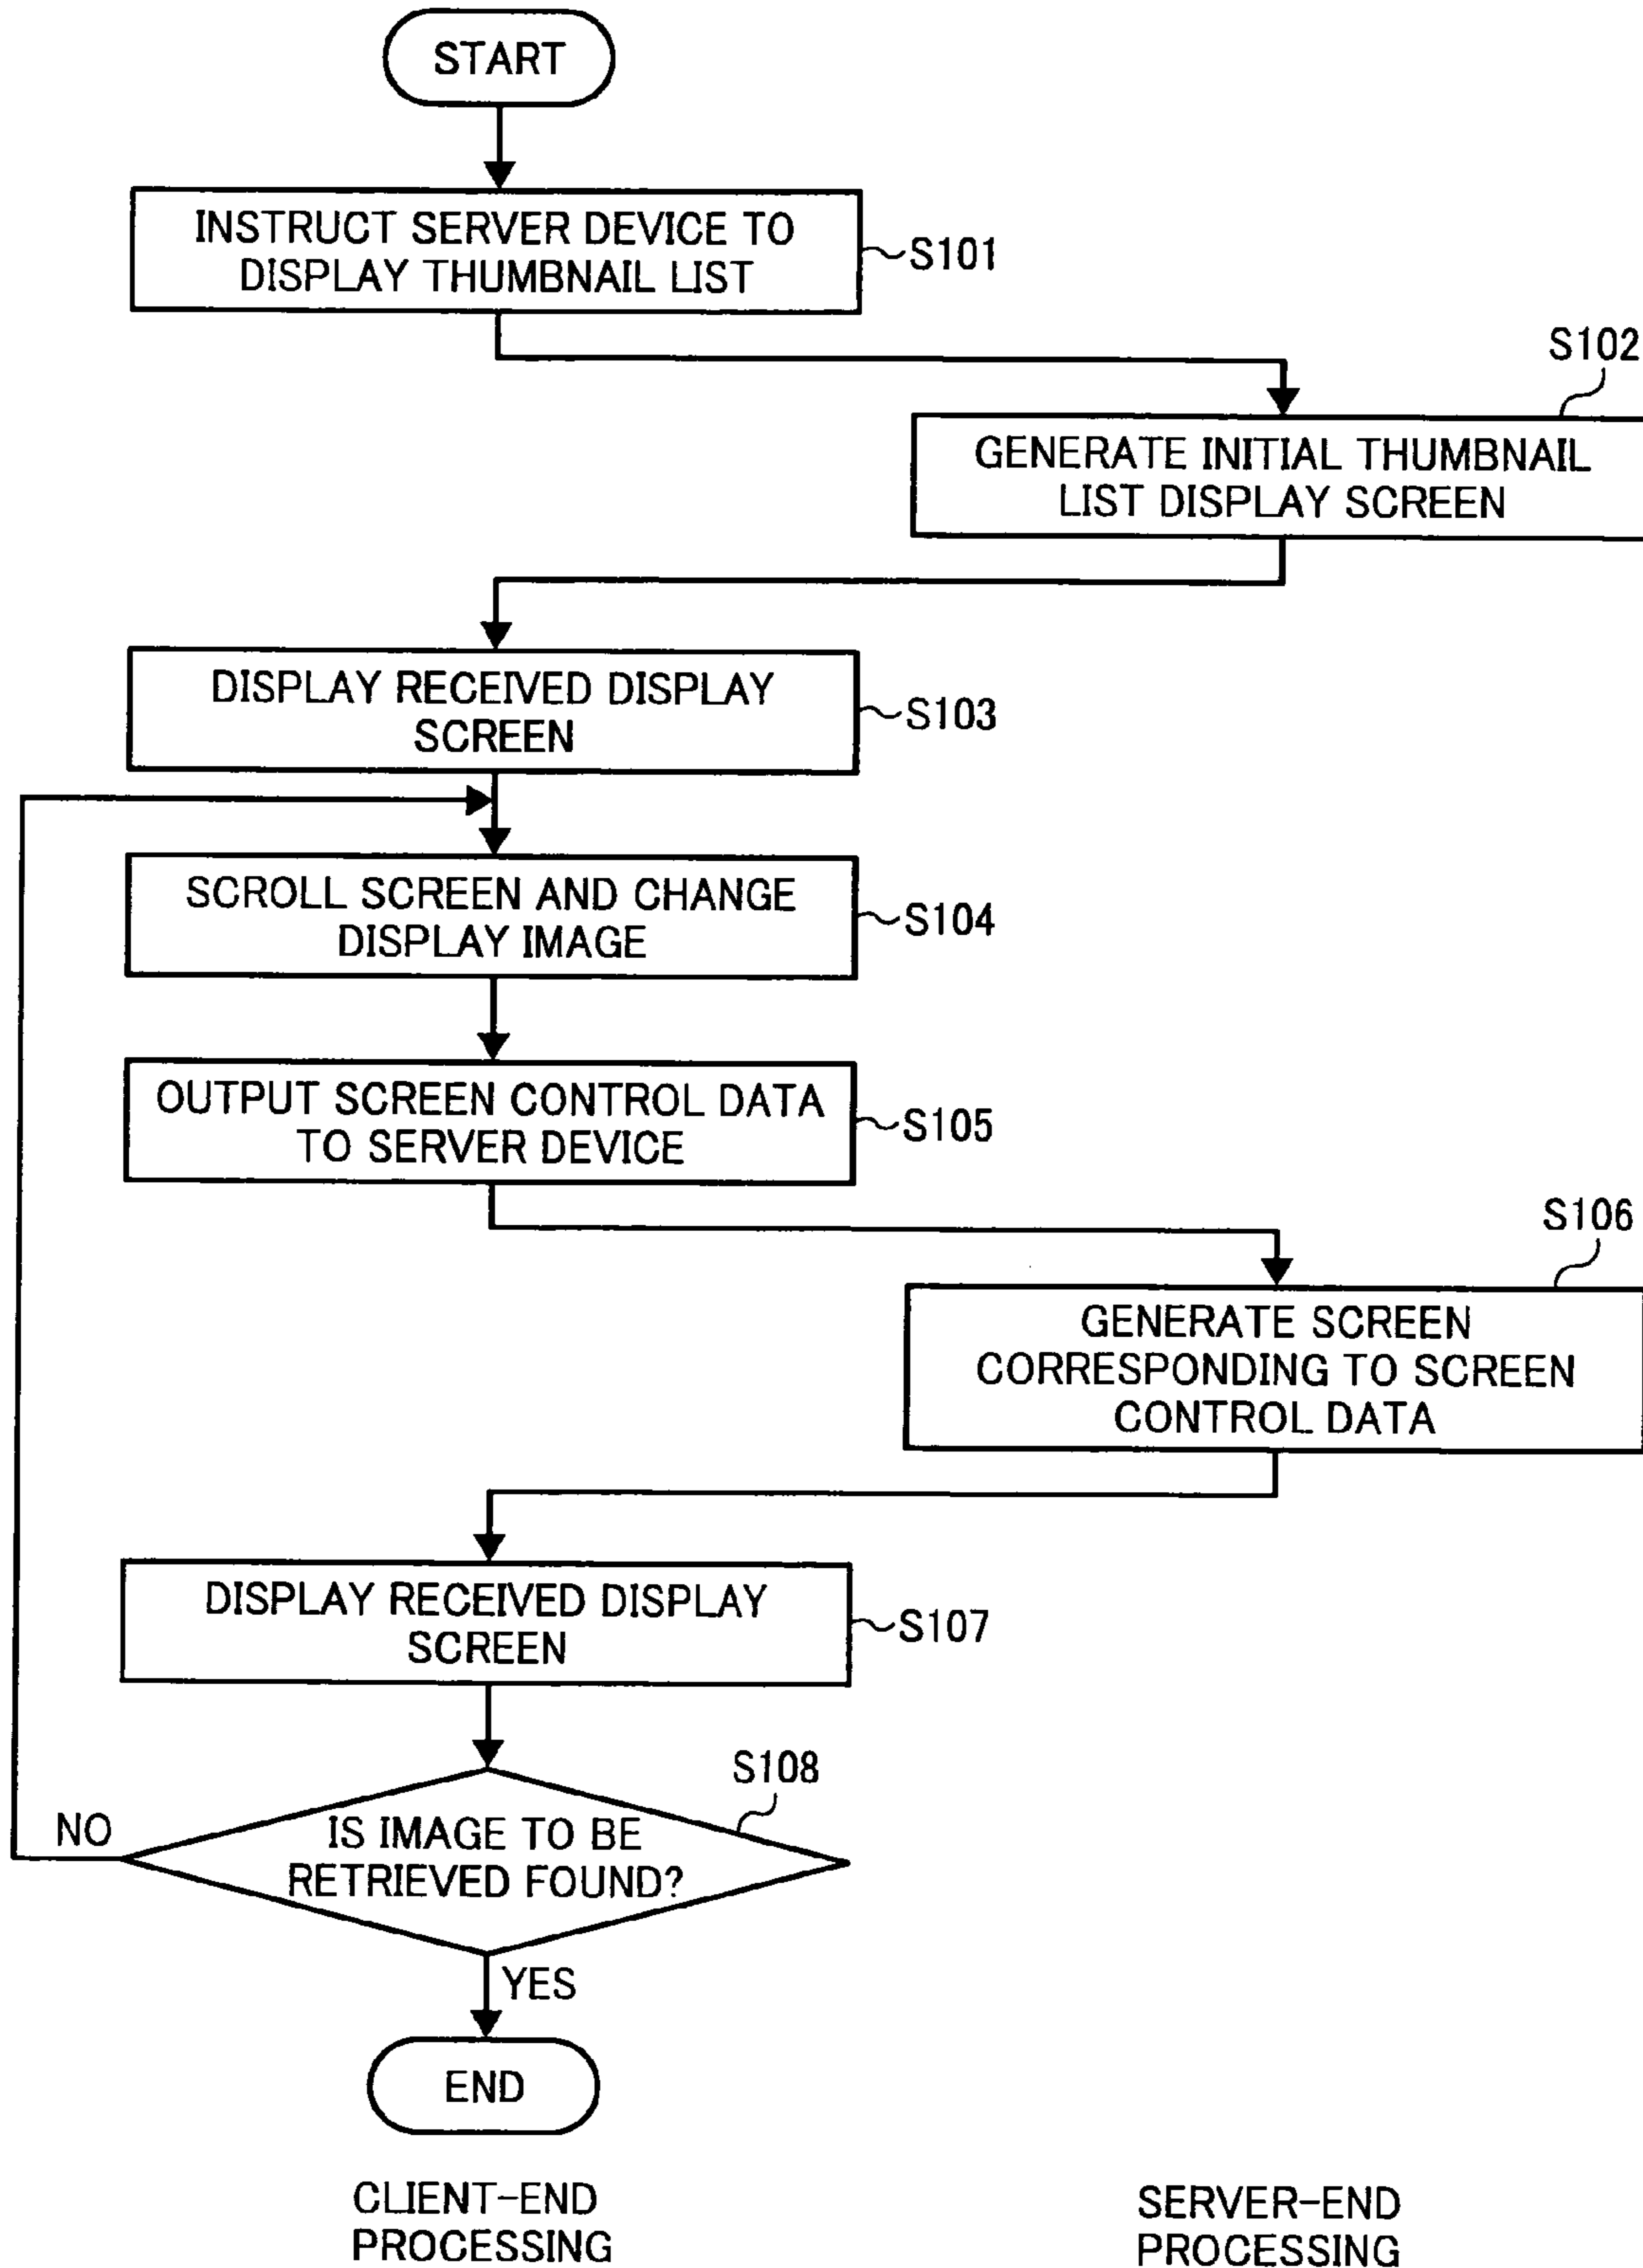 START
INSTRUCT SERVER DEVICE TO
DISPLAY THUMBNAIL LIST
S101
S102
GENERATE INITIAL THUMBNAIL
LIST DISPLAY SCREEN
DISPLAY RECEIVED DISPLAY
SCREEN
S103
SCROLL SCREEN AND CHANGE
DISPLAY IMAGE
S104
OUTPUT SCREEN CONTROL DATA
TO SERVER DEVICE
S105
S106
GENERATE SCREEN
CORRESPONDING TO SCREEN
CONTROL DATA
DISPLAY RECEIVED DISPLAY
SCREEN
S107
S108
NO
IS IMAGE TO BE
RETRIEVED FOUND?
YES
END
CLIENT-END
PROCESSING
SERVER-END
PROCESSING